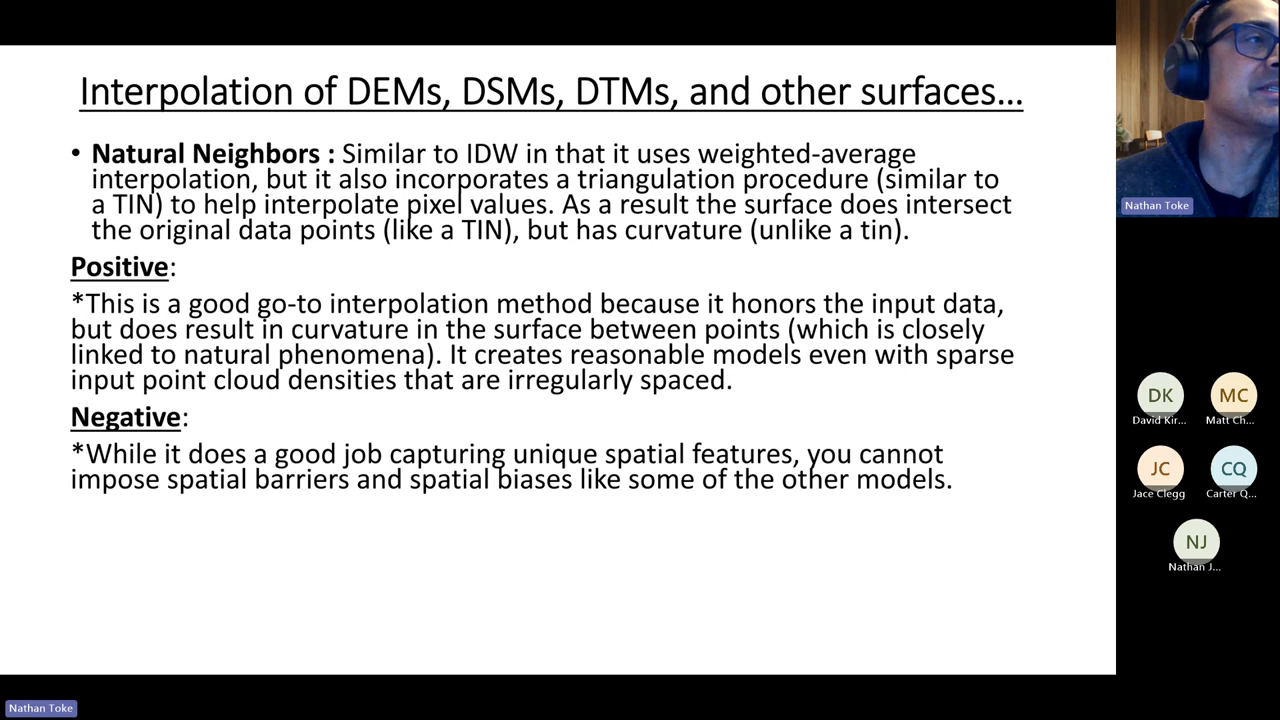 Interpolation of DEMs, DSMs, DTMs, and other surfaces...
• Natural Neighbors : Similar to IDW in that it uses weighted-average
interpolation, but it also incorporates a triangulation procedure (similar to
a TIN) to help interpolate pixel values. As a result the surface does intersect
the original data points (like a TIN), but has curvature (unlike a tin).
Positive:
*This is a good go-to interpolation method because it honors the input data,
but does result in curvature in the surface between points (which is closely
linked to natural phenomena). It creates reasonable models even with sparse
input point cloud densities that are irregularly spaced.
Negative:
*While it does a good job capturing unique spatial features, you cannot
impose spatial barriers and spatial biases like some of the other models.
Nathan Toke
DK
David Kir...
MC
Matt Ch...
JC
Jace Clegg
CQ
Carter Q...
NJ
Nathan J...
Nathan Toke